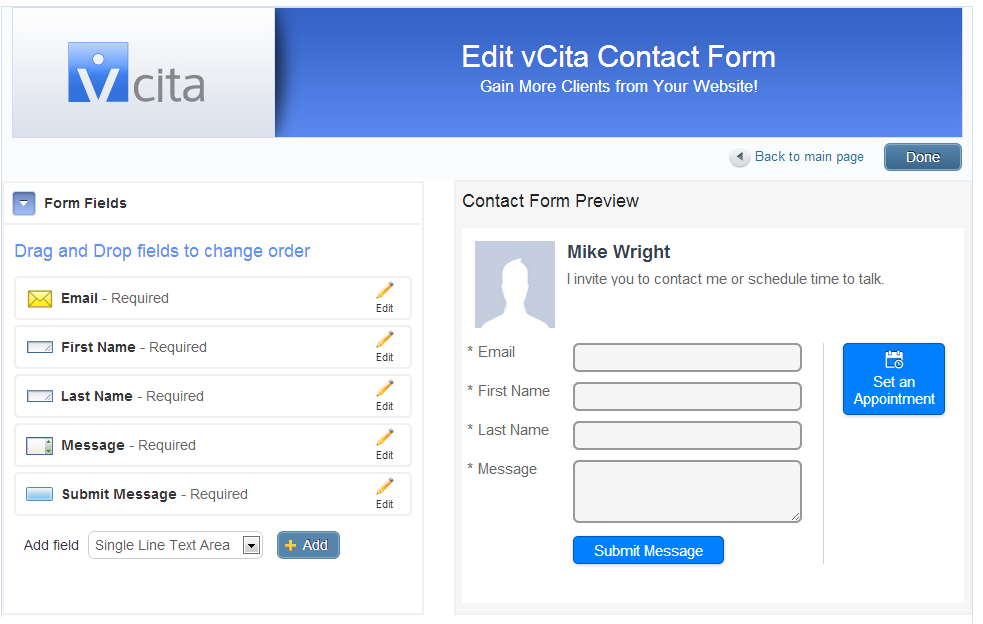 vcita
Edit vCita Contact Form
Gain More Clients from Your Website!
Back to main page
Done
Form Fields
Drag and Drop fields to change order
Email - Required
Edit
First Name - Required
Edit
Last Name - Required
Edit
Message - Required
Edit
Submit Message - Required
Edit
Add field
Single Line Text Area
Add
Contact Form Preview
Mike Wright
I invite you to contact me or schedule time to talk.
* Email
* First Name
* Last Name
* Message
Submit Message
Set an
Appointment